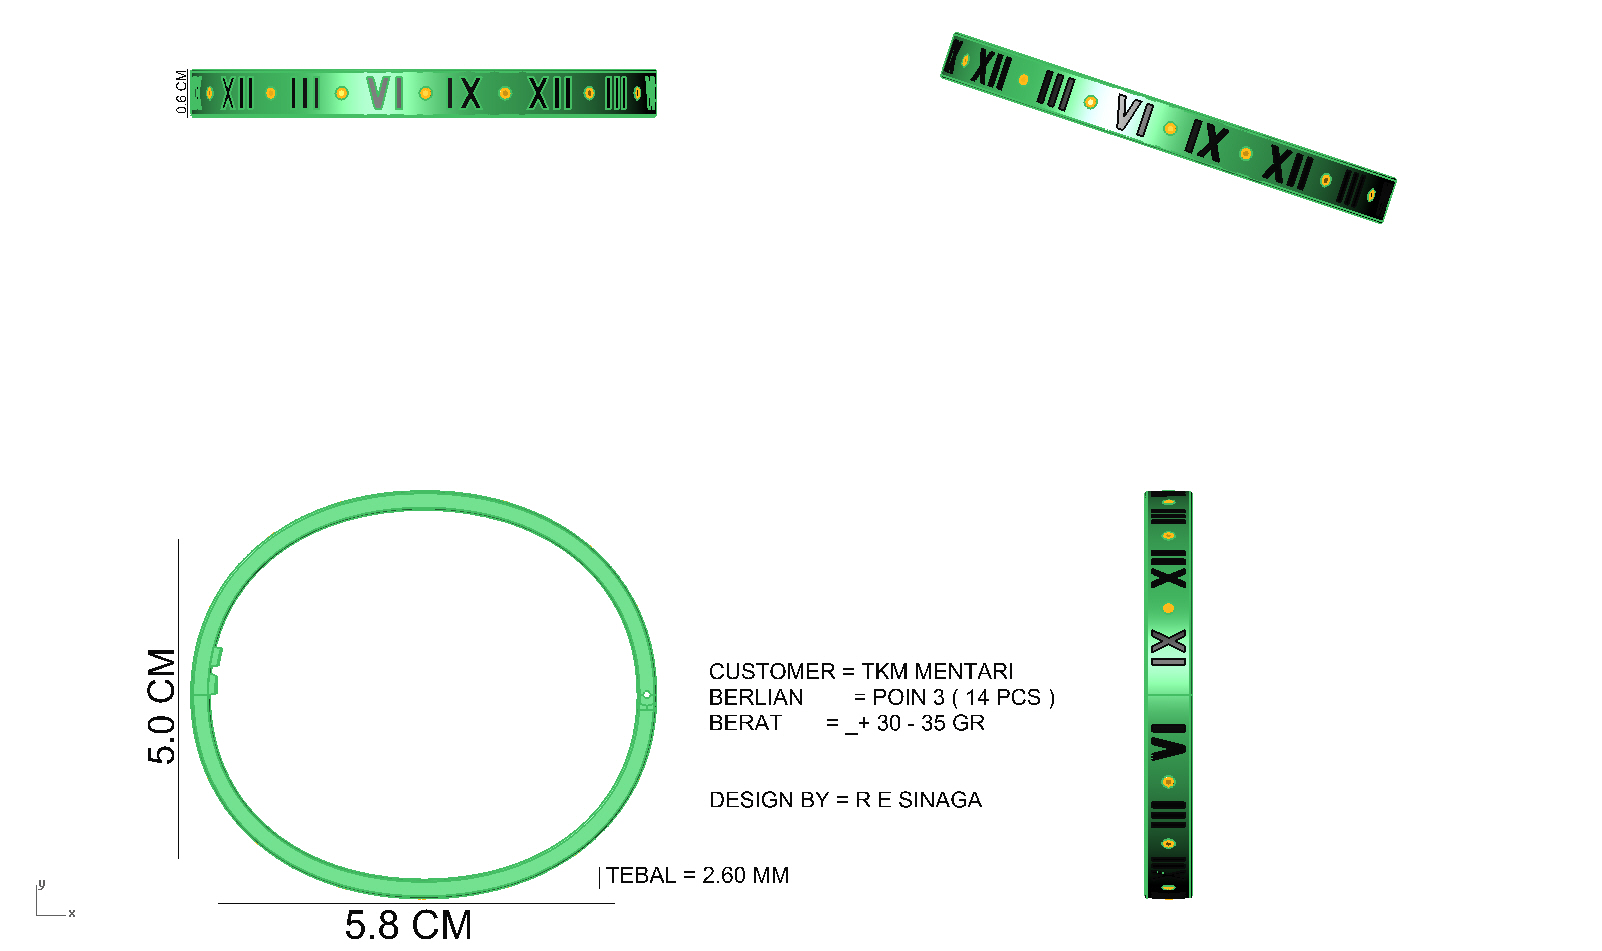 0.6 CM
XII III VI IX XII III
XII III VI IX XII III
5.0 CM
CUSTOMER = TKM MENTARI
BERLIAN = POIN 3 ( 14 PCS )
BERAT = _+ 30 - 35 GR
DESIGN BY = R E SINAGA
TEBAL = 2.60 MM
5.8 CM
III XII IX VI III
y
x